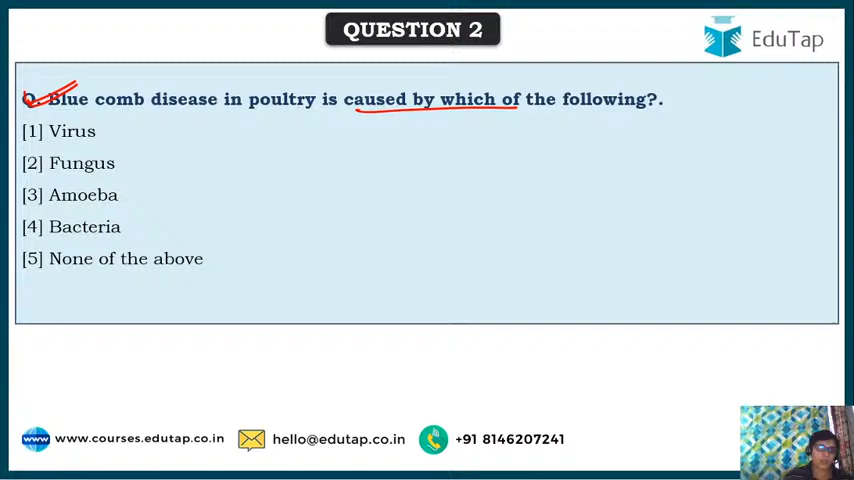 QUESTION 2
EduTap
Q. Blue comb disease in poultry is caused by which of the following?.
[1] Virus
[2] Fungus
[3] Amoeba
[4] Bacteria
[5] None of the above
www www.courses.edutap.co.in hello@edutap.co.in +91 8146207241